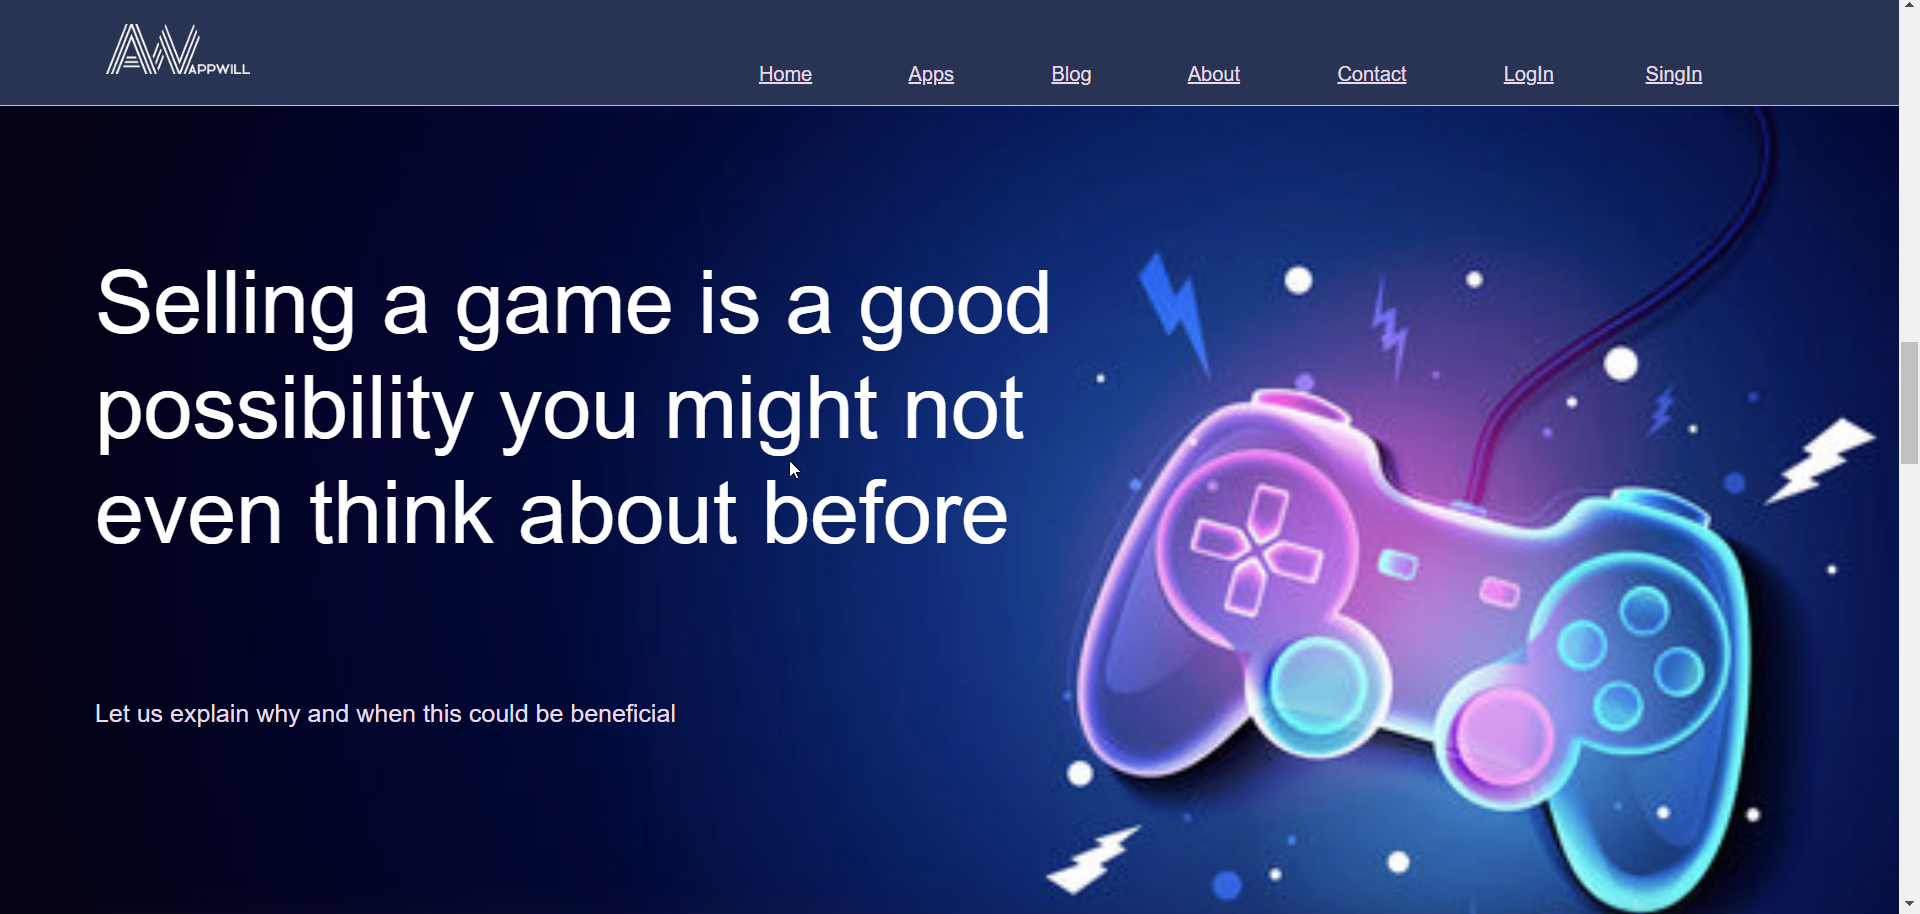 AW APPWILL
Home Apps Blog About Contact LogIn SingIn
Selling a game is a good
possibility you might not
even think about before
Let us explain why and when this could be beneficial